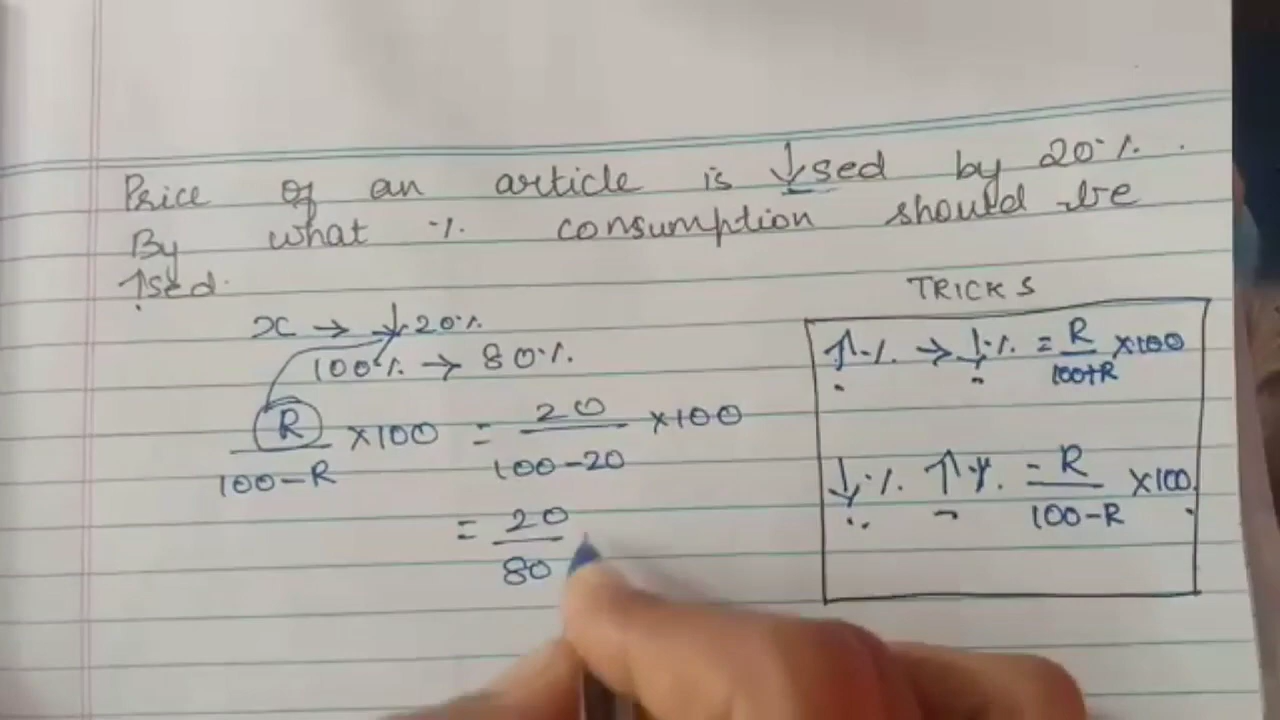 Price of an article is ↓sed by 20%.
By what % consumption should be
↑sed.
x → ↓20%
100% → 80%
R/100-R ×100 = 20/100-20 ×100
= 20/80
TRICKS
↑% → ↓% = R/100+R ×100
↓% ↑% = R/100-R ×100